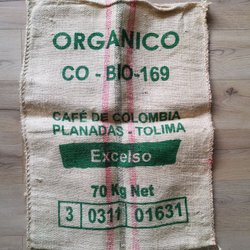 ORGANICO
CO - BIO-169
CAFÉ DE COLOMBIA
PLANADAS - TOLIMA
Excelso
70 Kg Net
3 0311 01631